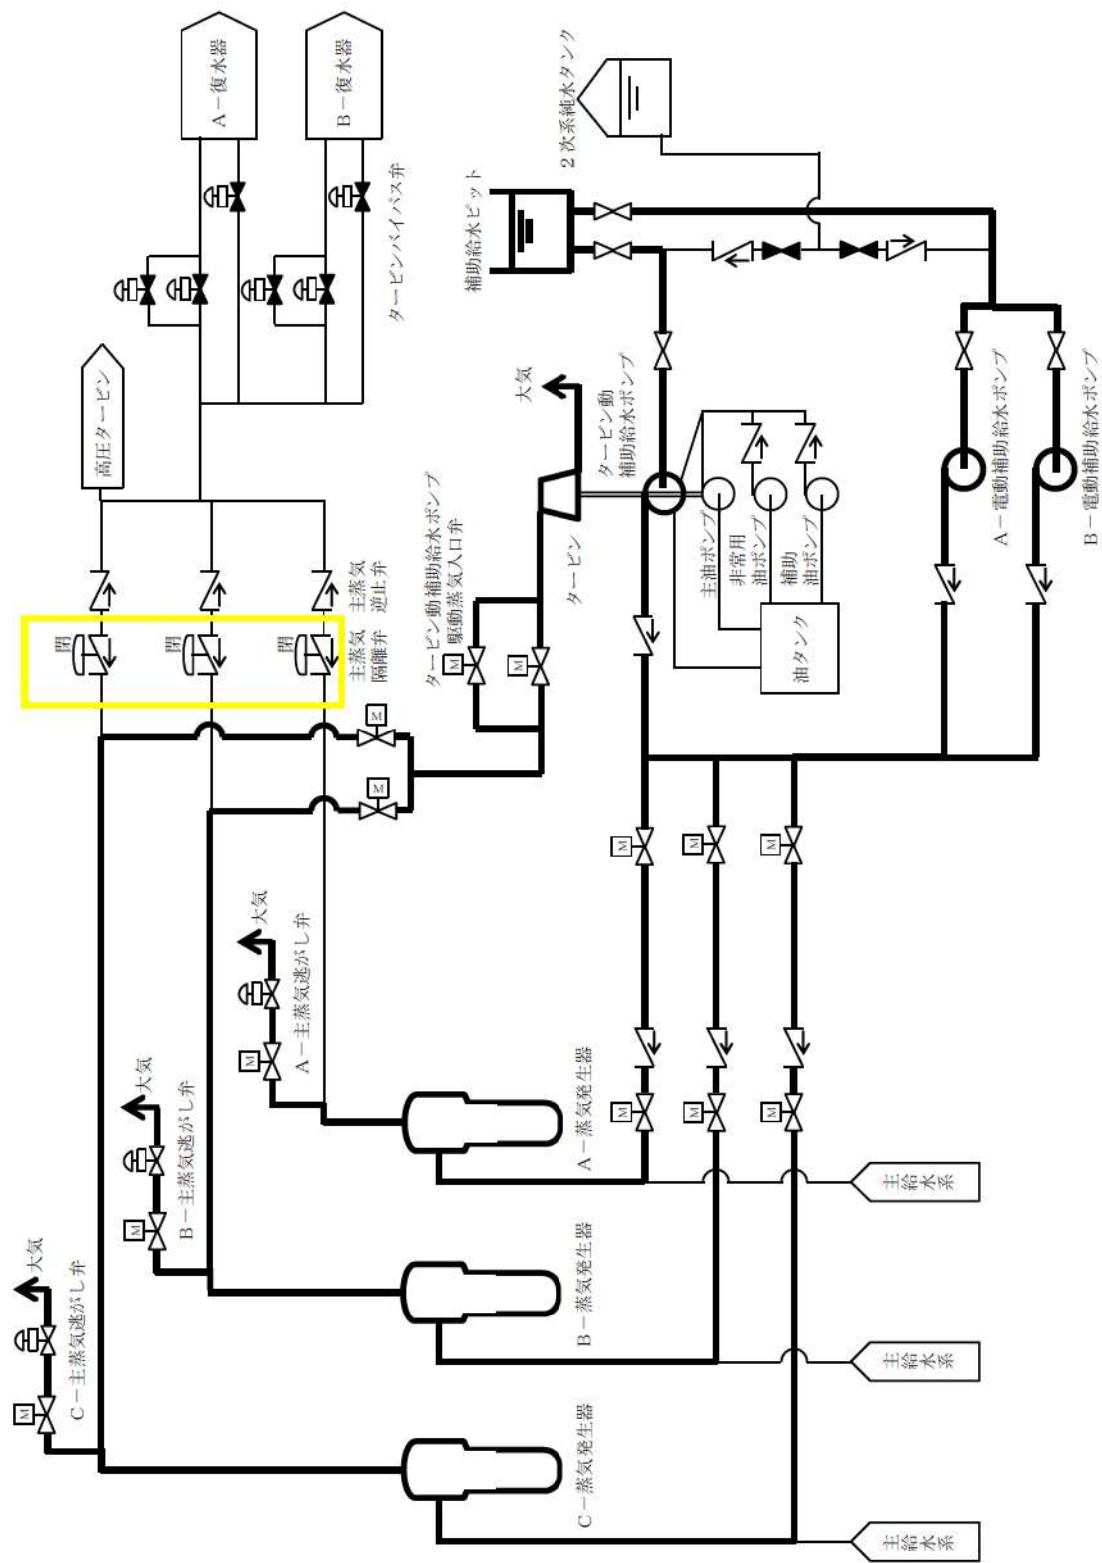 A－復水器
B－復水器
タービンバイパス弁
高圧タービン
2次系純水タンク
補助給水ピット
大気
タービン動
補助給水ポンプ
タービン
タービン動補助給水ポンプ
駆動蒸気入口弁
主油ポンプ
非常用
油ポンプ
補助
油ポンプ
油タンク
A－電動補助給水ポンプ
B－電動補助給水ポンプ
主蒸気
逆止弁
主蒸気
隔離弁
閉
閉
閉
M
M
M
M
M
M
M
大気
A－主蒸気逃がし弁
M
大気
B－主蒸気逃がし弁
M
大気
C－主蒸気逃がし弁
M
M
M
M
A－蒸気発生器
B－蒸気発生器
C－蒸気発生器
主
給
水
系
主
給
水
系
主
給
水
系